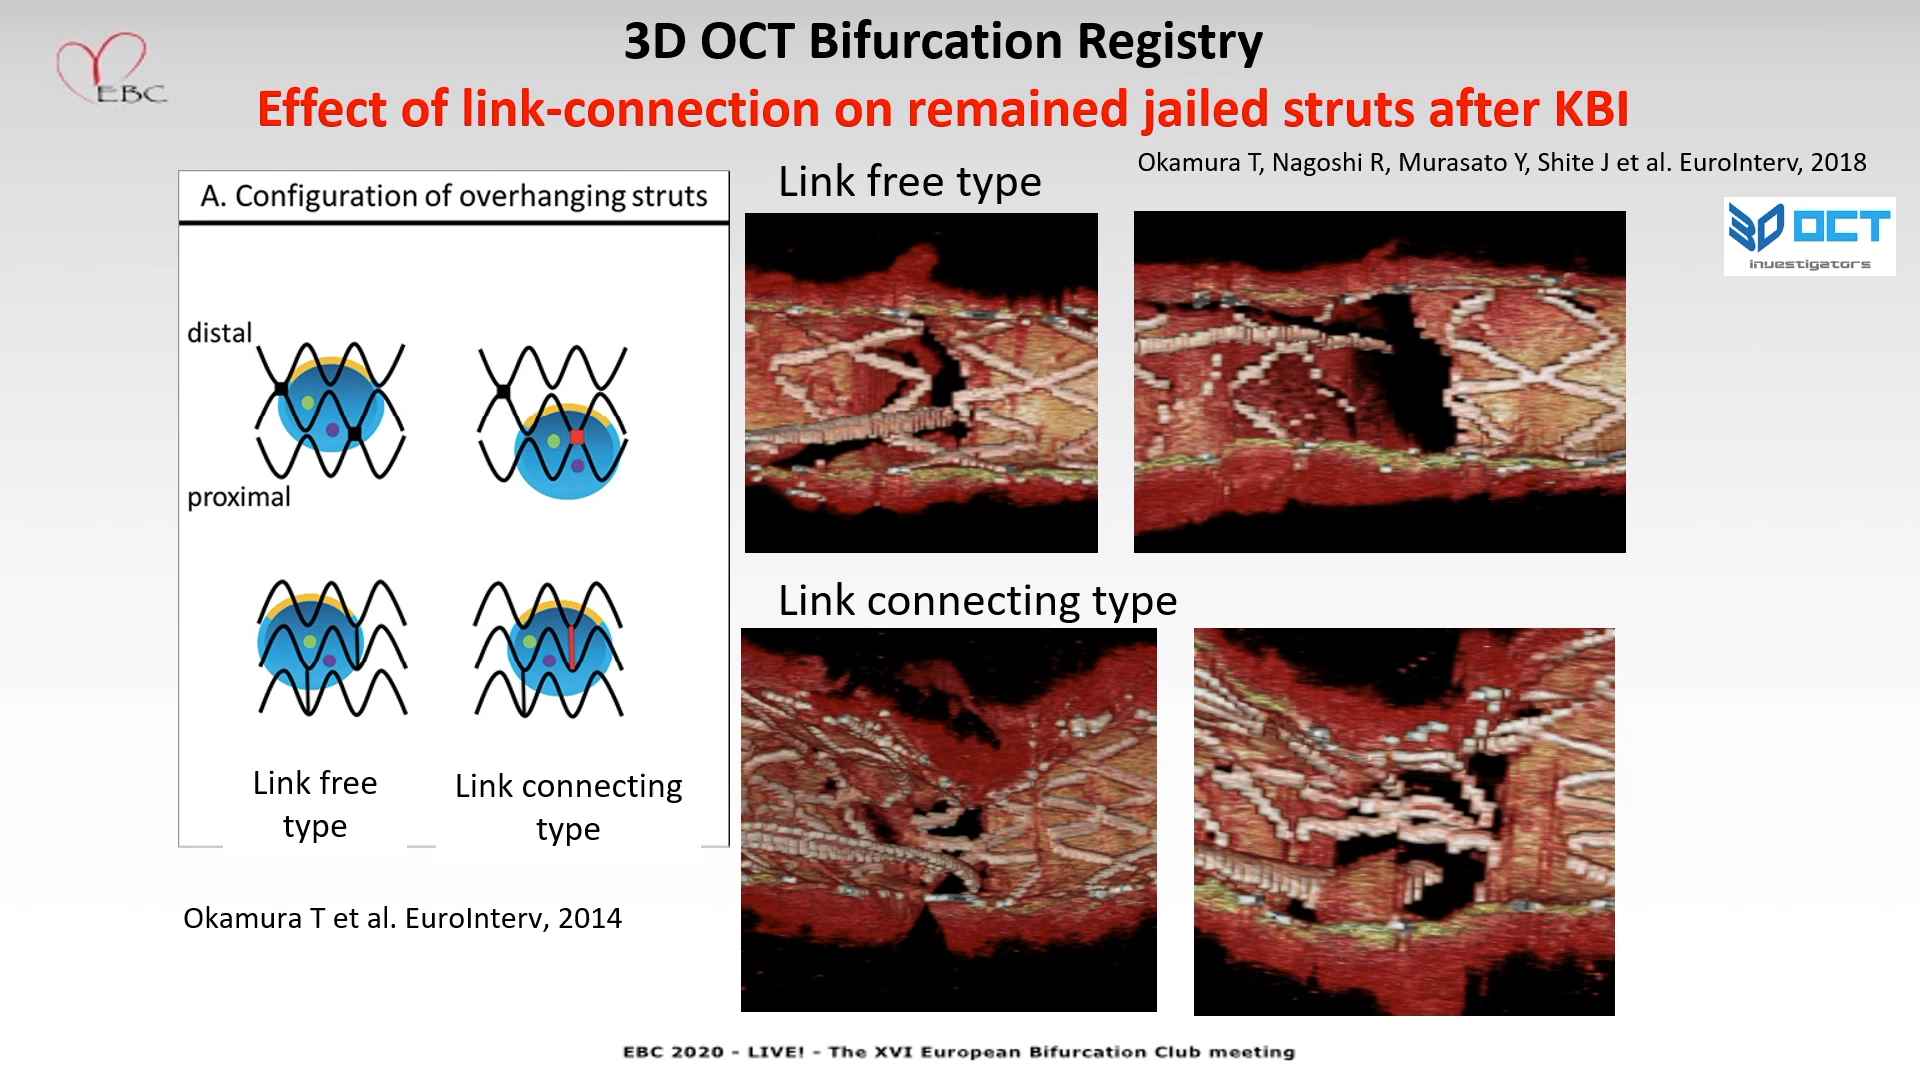 3D OCT Bifurcation Registry
EBC
Effect of link-connection on remained jailed struts after KBI
Okamura T, Nagoshi R, Murasato Y, Shite J et al. EuroInterv, 2018
Link free type
A. Configuration of overhanging struts
3D OCT
investigators
distal
proximal
Link connecting type
Link free
type
Link connecting
type
Okamura T et al. EuroInterv, 2014
EBC 2020 - LIVE! - The XVI European Bifurcation Club meeting